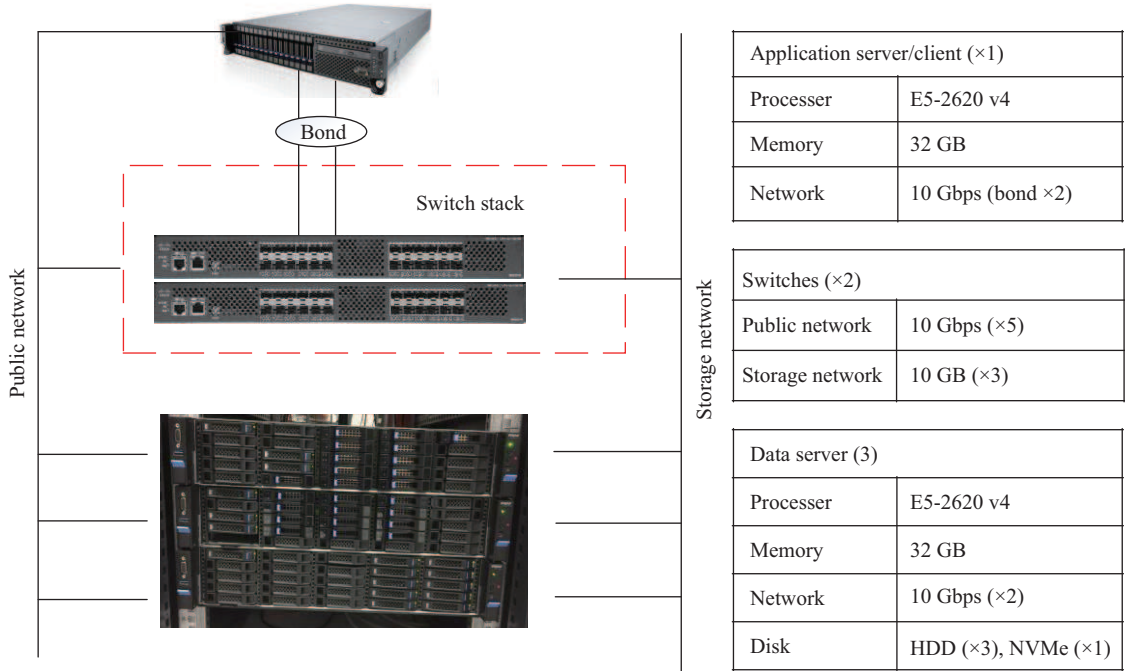 Bond
Switch stack
Public network
Storage network
Application server/client (×1)
Processer E5-2620 v4
Memory 32 GB
Network 10 Gbps (bond ×2)
Switches (×2)
Public network 10 Gbps (×5)
Storage network 10 GB (×3)
Data server (3)
Processer E5-2620 v4
Memory 32 GB
Network 10 Gbps (×2)
Disk HDD (×3), NVMe (×1)